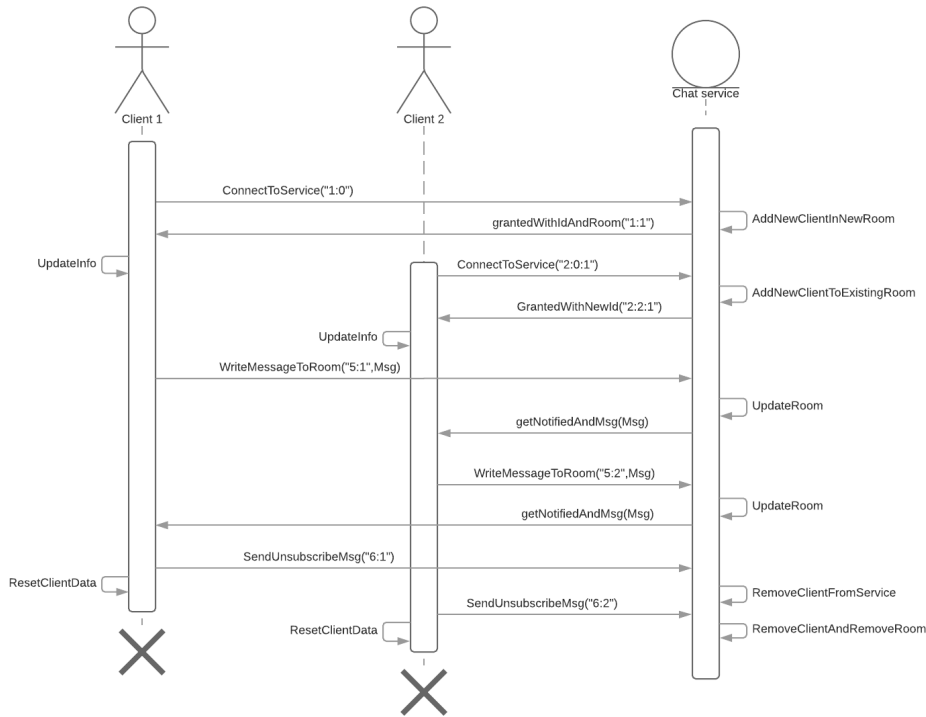 Client 1
Client 2
Chat service
ConnectToService("1:0")
AddNewClientInNewRoom
grantedWithIdAndRoom("1:1")
UpdateInfo
ConnectToService("2:0:1")
AddNewClientToExistingRoom
GrantedWithNewId("2:2:1")
UpdateInfo
WriteMessageToRoom("5:1",Msg)
UpdateRoom
getNotifiedAndMsg(Msg)
WriteMessageToRoom("5:2",Msg)
UpdateRoom
getNotifiedAndMsg(Msg)
SendUnsubscribeMsg("6:1")
ResetClientData
RemoveClientFromService
SendUnsubscribeMsg("6:2")
ResetClientData
RemoveClientAndRemoveRoom